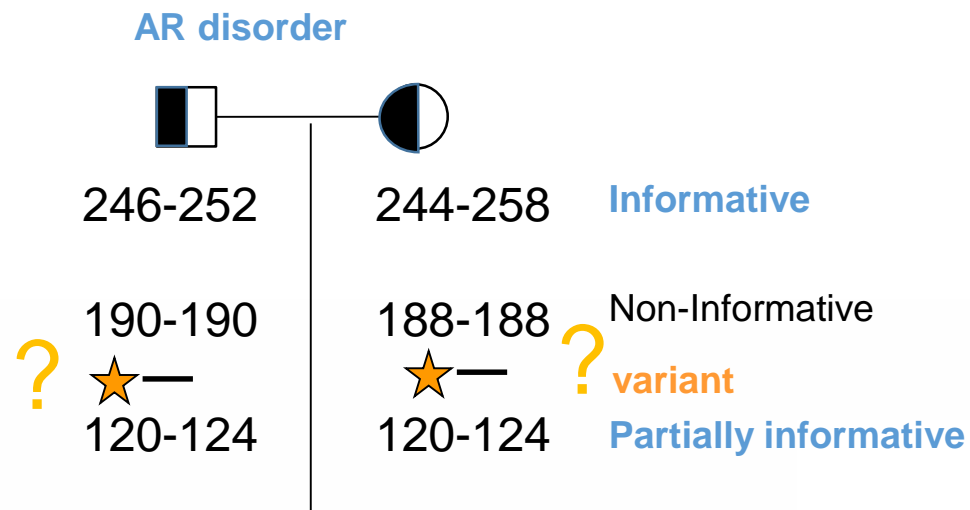 AR disorder
246-252 244-258 Informative
190-190 188-188 Non-Informative
? ? variant
120-124 120-124 Partially informative